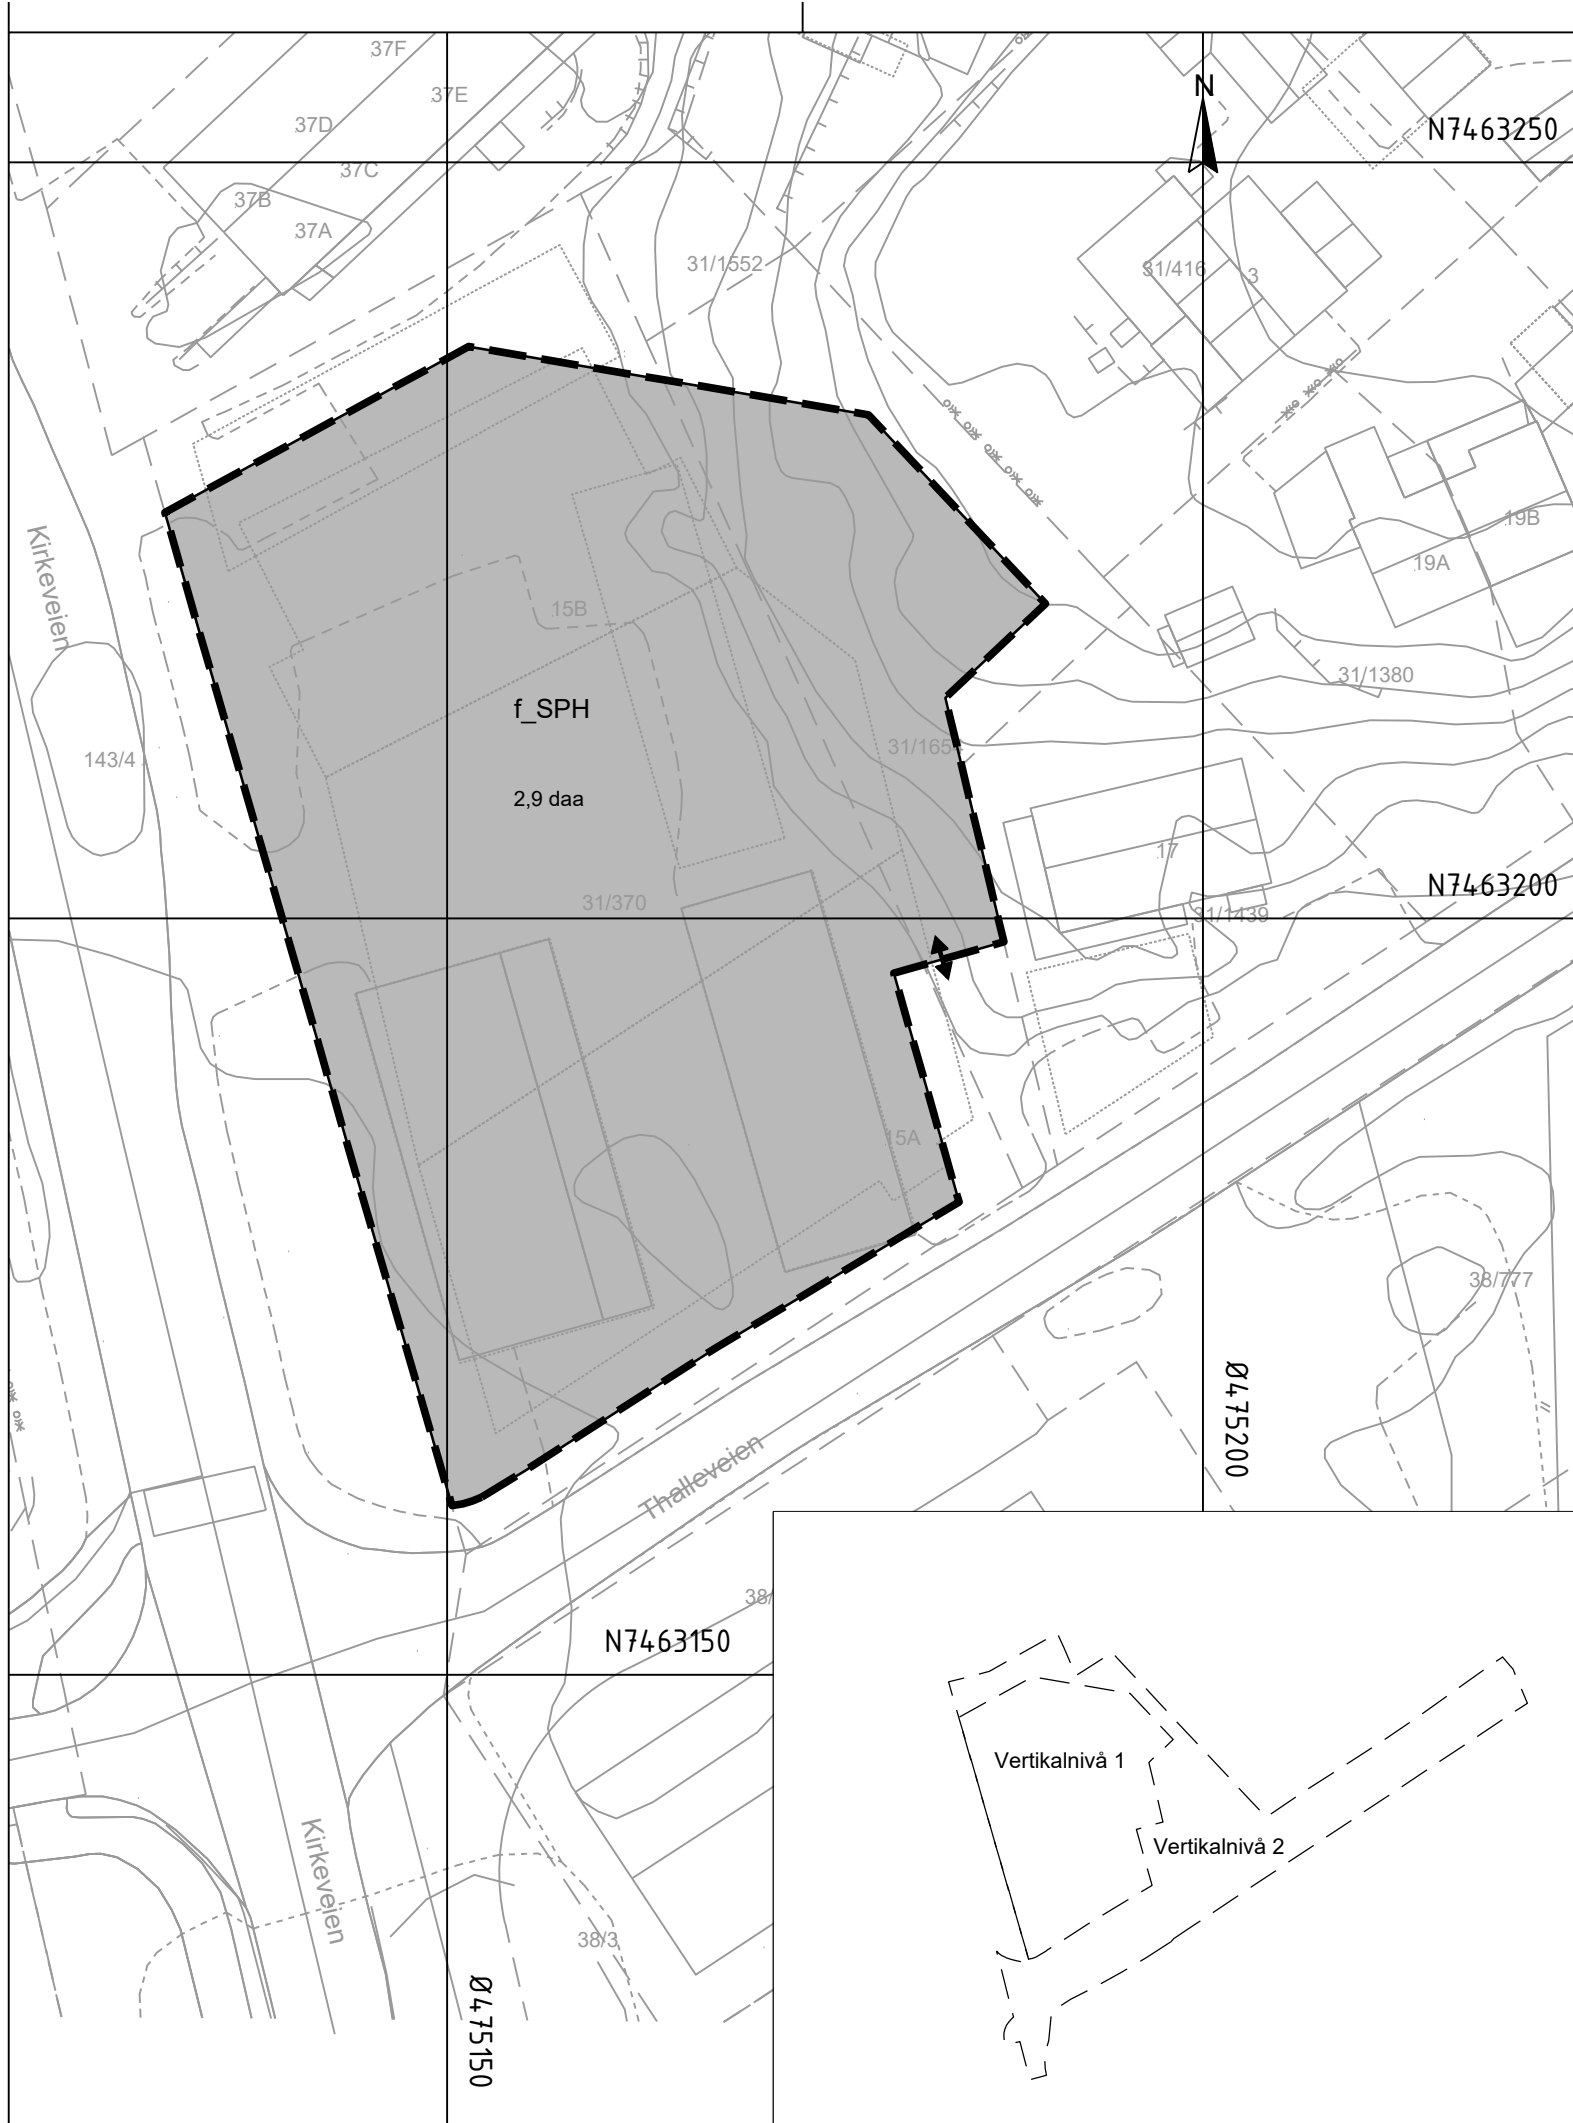 37F
37E
N
37D
N7463250
37C
37B
37A
31/1552
31/416
3
19B
Kirkeveien
19A
15B
31/1380
f_SPH
31/165
143/4
2,9 daa
17
N7463200
31/370
31/1439
15A
38/777
Ø475200
Thalleveien
38/
N7463150
Vertikalnivå 1
Vertikalnivå 2
Kirkeveien
38/3
Ø475150